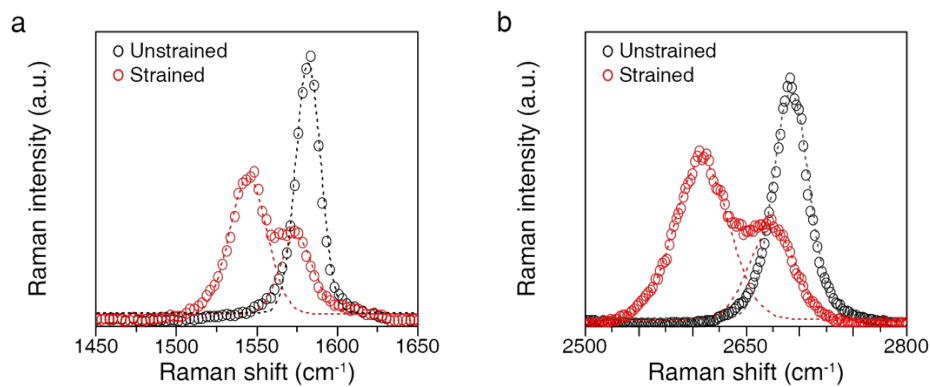 a
Unstrained
Strained
Raman intensity (a.u.)
1450 1500 1550 1600 1650
Raman shift (cm⁻¹)
b
Unstrained
Strained
Raman intensity (a.u.)
2500 2650 2800
Raman shift (cm⁻¹)